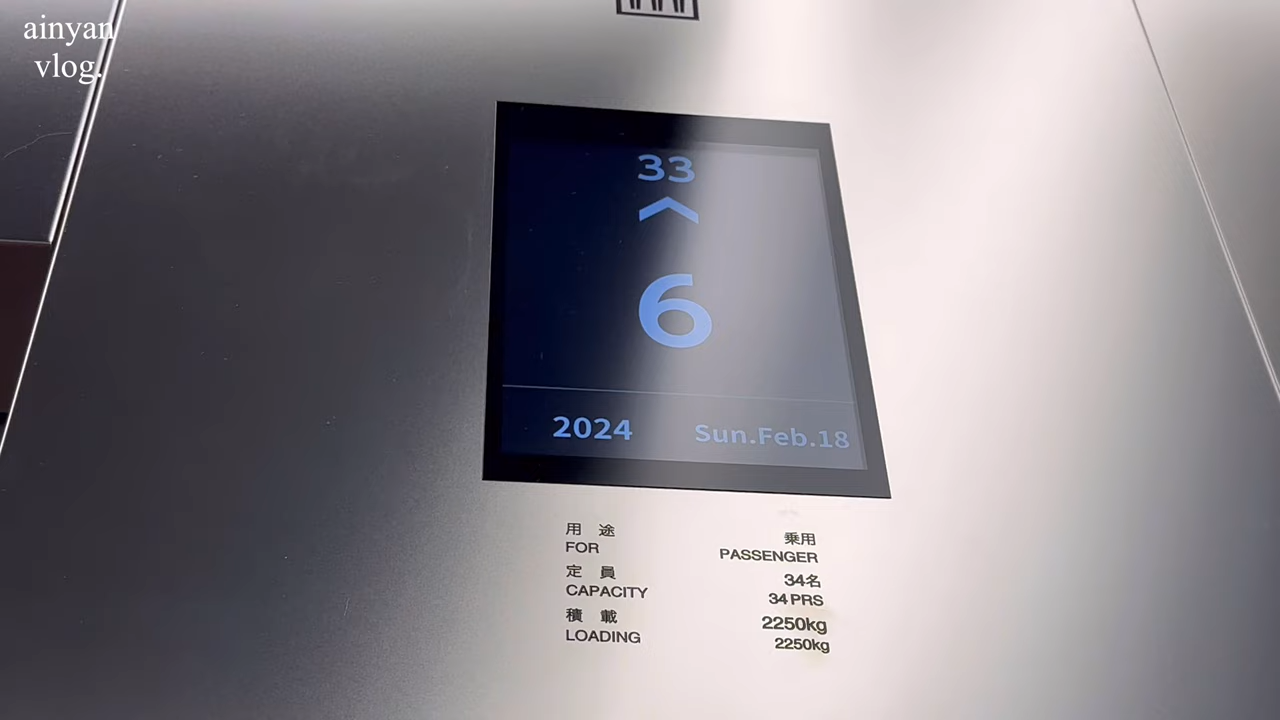 ainyan
vlog.
33
6
2024 Sun.Feb.18
用 途 乗用
FOR PASSENGER
定 員 34名
CAPACITY 34 PRS
積 載 2250kg
LOADING 2250kg